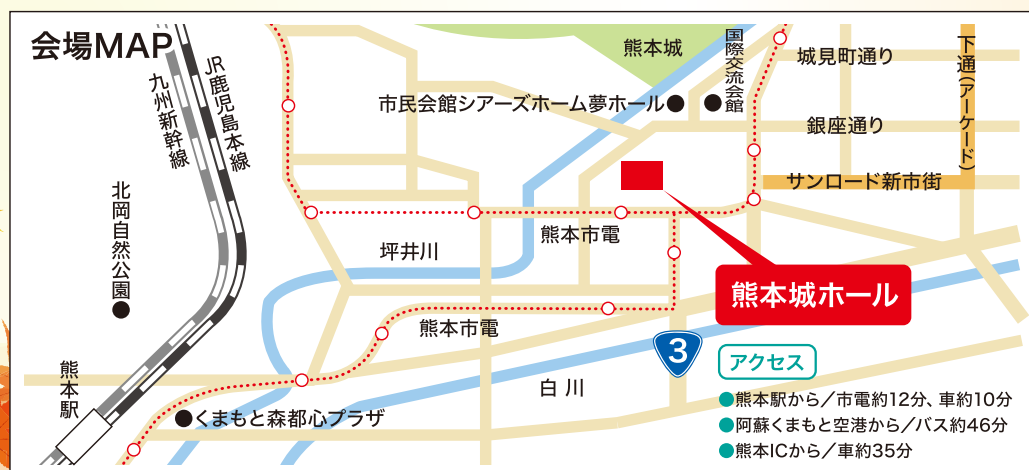 会場MAP
九州新幹線
JR鹿児島本線
北岡自然公園
熊本駅
くまもと森都心プラザ
坪井川
熊本市電
熊本市電
白川
熊本城
市民会館シアーズホーム夢ホール
国際交流会館
城見町通り
銀座通り
サンロード新市街
下通(アーケード)
熊本城ホール
3
アクセス
●熊本駅から／市電約12分、車約10分
●阿蘇くまもと空港から／バス約46分
●熊本ICから／車約35分